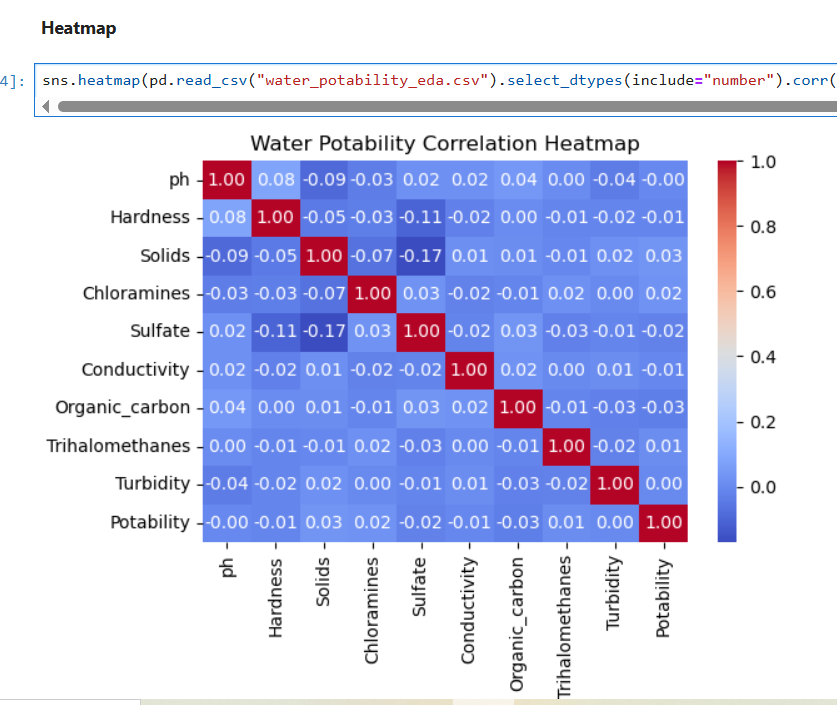 Heatmap
4]: sns.heatmap(pd.read_csv("water_potability_eda.csv").select_dtypes(include="number").corr(
Water Potability Correlation Heatmap
ph 1.00 0.08 -0.09 -0.03 0.02 0.02 0.04 0.00 -0.04 -0.00
Hardness 0.08 1.00 -0.05 -0.03 -0.11 -0.02 0.00 -0.01 -0.02 -0.01
Solids -0.09 -0.05 1.00 -0.07 -0.17 0.01 0.01 -0.01 0.02 0.03
Chloramines -0.03 -0.03 -0.07 1.00 0.03 -0.02 -0.01 0.02 0.00 0.02
Sulfate 0.02 -0.11 -0.17 0.03 1.00 -0.02 0.03 -0.03 -0.01 -0.02
Conductivity 0.02 -0.02 0.01 -0.02 -0.02 1.00 0.02 0.00 0.01 -0.01
Organic_carbon 0.04 0.00 0.01 -0.01 0.03 0.02 1.00 -0.01 -0.03 -0.03
Trihalomethanes 0.00 -0.01 -0.01 0.02 -0.03 0.00 -0.01 1.00 -0.02 0.01
Turbidity -0.04 -0.02 0.02 0.00 -0.01 0.01 -0.03 -0.02 1.00 0.00
Potability -0.00 -0.01 0.03 0.02 -0.02 -0.01 -0.03 0.01 0.00 1.00
ph
Hardness
Solids
Chloramines
Sulfate
Conductivity
Organic_carbon
Trihalomethanes
Turbidity
Potability
1.0
0.8
0.6
0.4
0.2
0.0